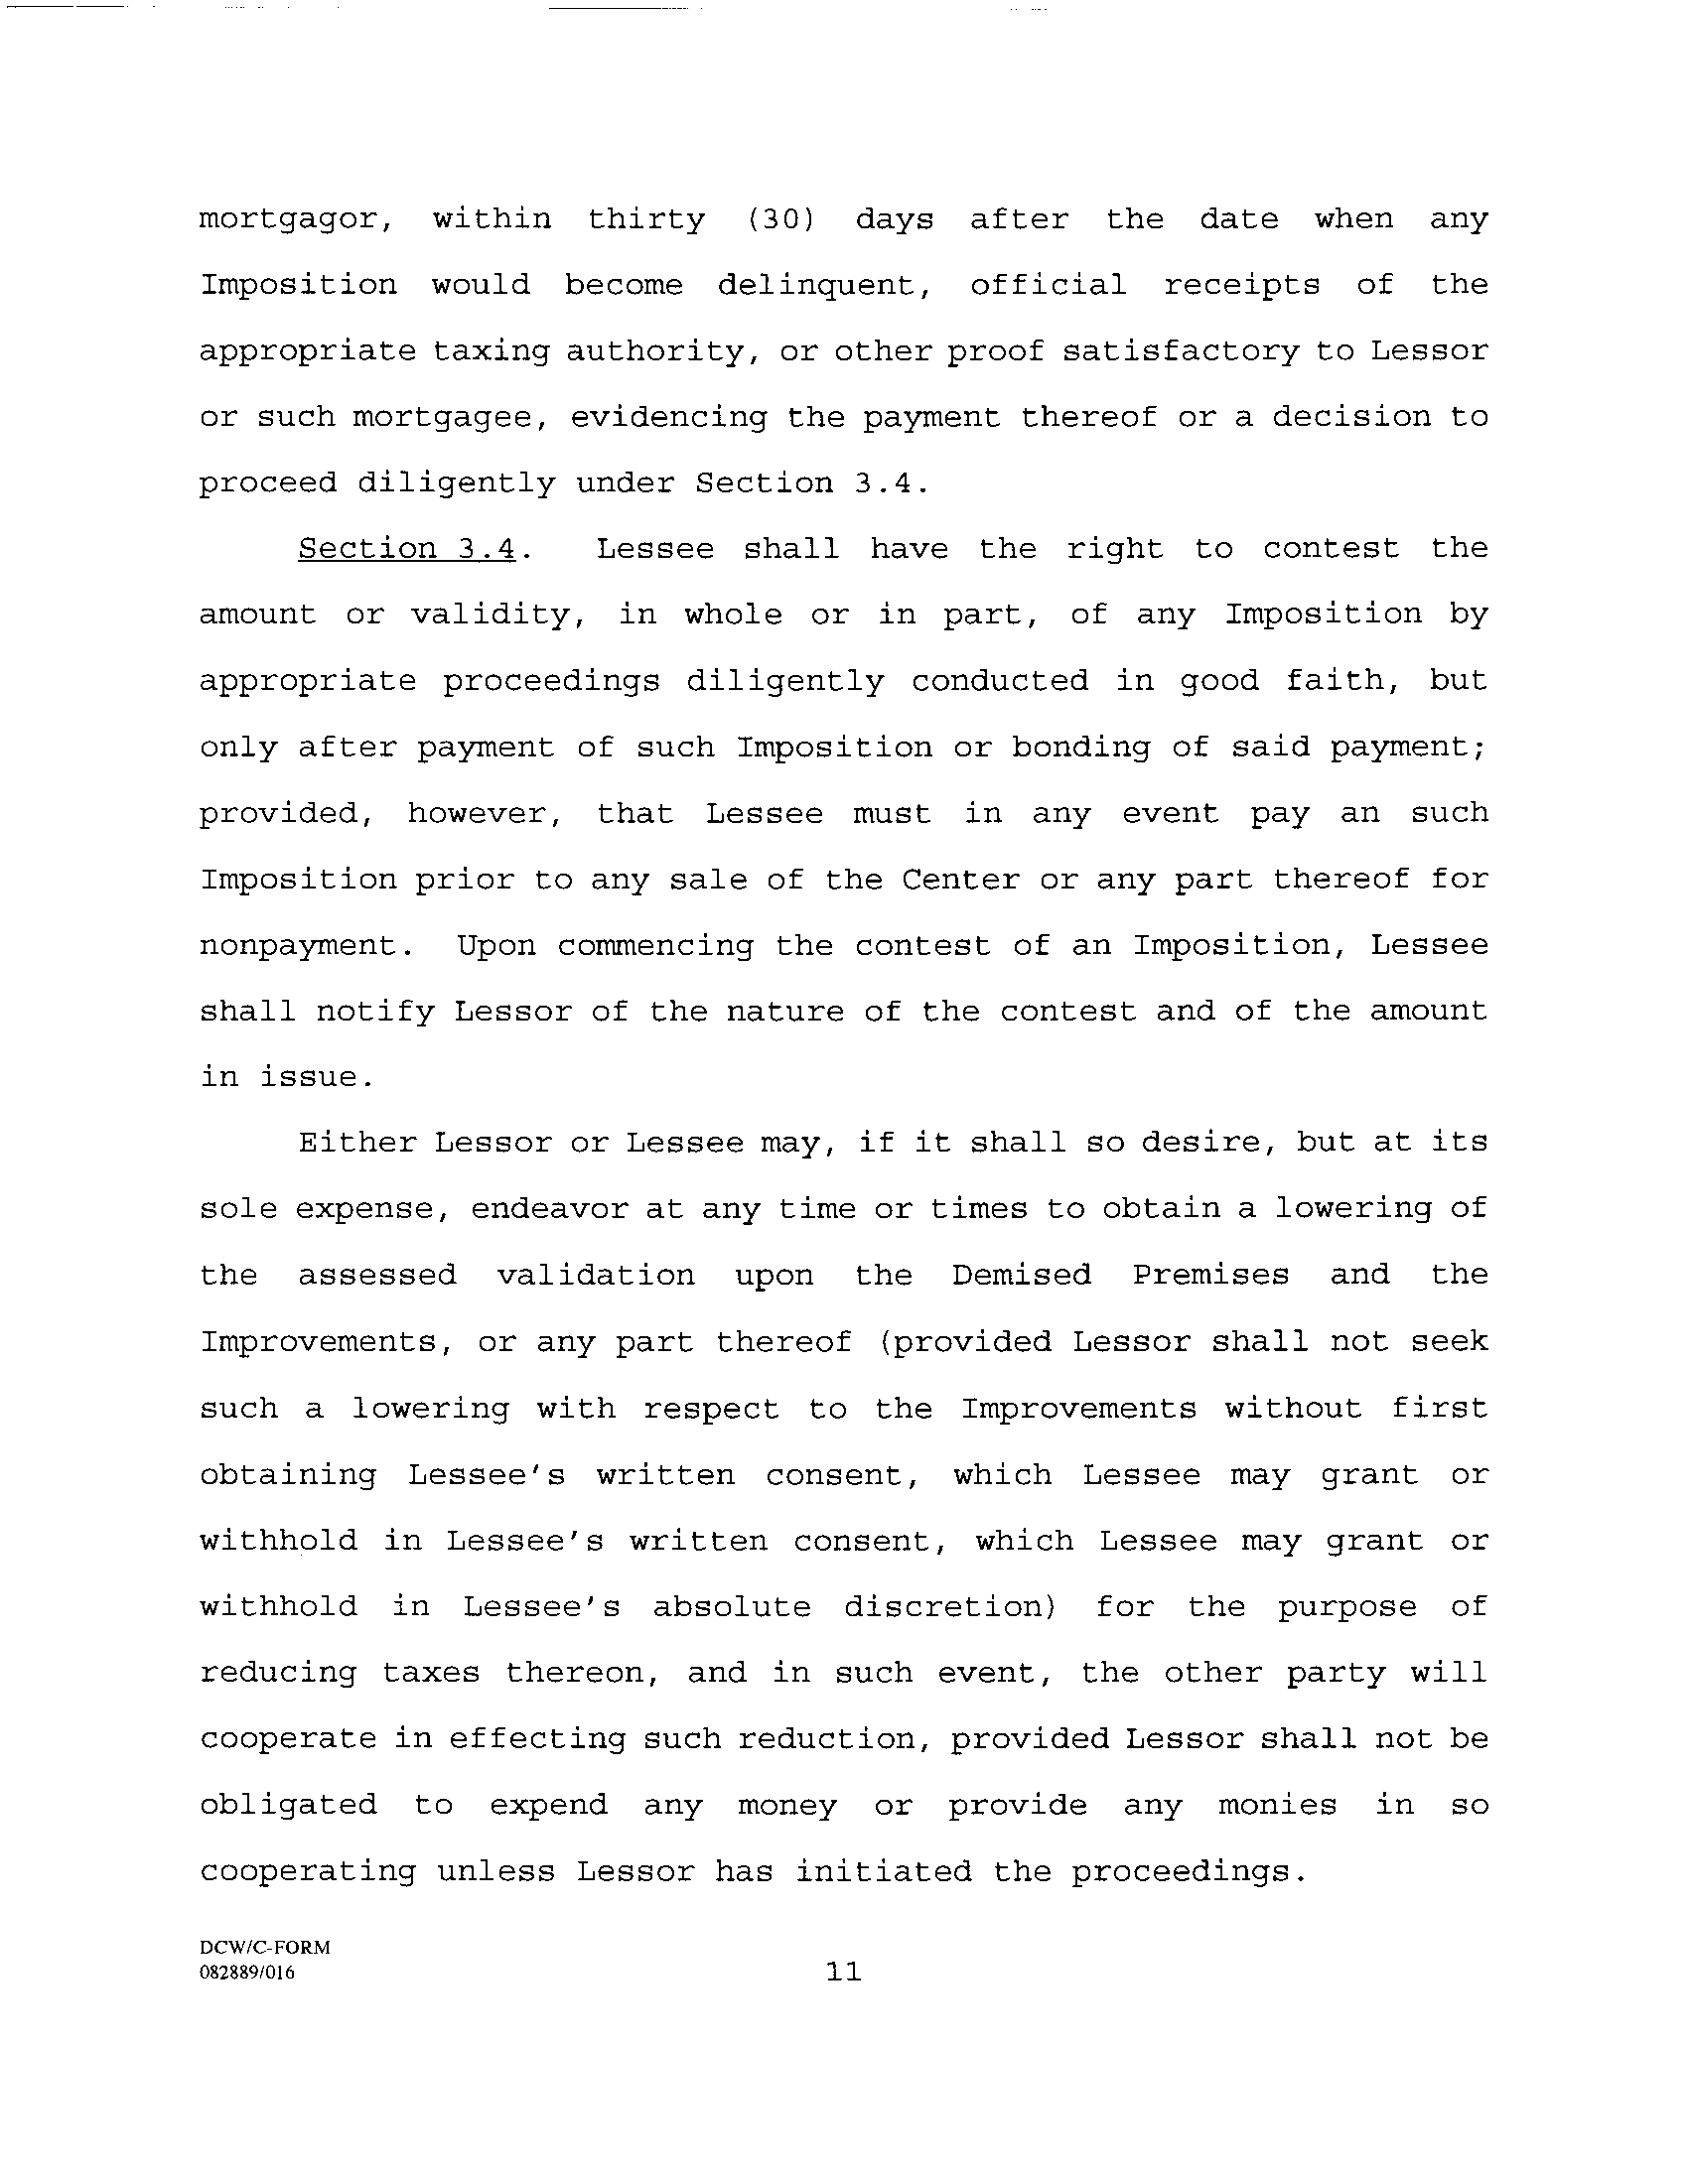 mortgagor, within thirty (30) days after the date when any
Imposition would become delinquent, official receipts of the
appropriate taxing authority, or other proof satisfactory to Lessor
or such mortgagee, evidencing the payment thereof or a decision to
proceed diligently under Section 3.4.
Section 3.4. Lessee shall have the right to contest the
amount or validity, in whole or in part, of any Imposition by
appropriate proceedings diligently conducted in good faith, but
only after payment of such Imposition or bonding of said payment;
provided, however, that Lessee must in any event pay an such
Imposition prior to any sale of the Center or any part thereof for
nonpayment. Upon commencing the contest of an Imposition, Lessee
shall notify Lessor of the nature of the contest and of the amount
in issue.
Either Lessor or Lessee may, if it shall so desire, but at its
sole expense, endeavor at any time or times to obtain a lowering of
the assessed validation upon the Demised Premises and the
Improvements, or any part thereof (provided Lessor shall not seek
such a lowering with respect to the Improvements without first
obtaining Lessee's written consent, which Lessee may grant or
withhold in Lessee's written consent, which Lessee may grant or
withhold in Lessee's absolute discretion) for the purpose of
reducing taxes thereon, and in such event, the other party will
cooperate in effecting such reduction, provided Lessor shall not be
obligated to expend any money or provide any monies in so
cooperating unless Lessor has initiated the proceedings.
DCW/C-FORM
082889/016
11